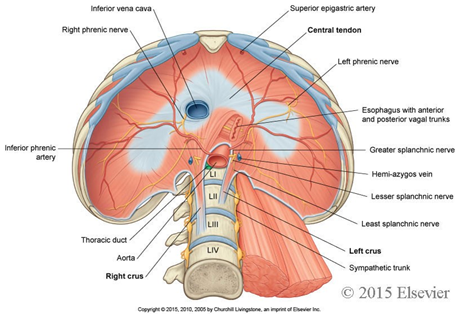 Inferior vena cava
Superior epigastric artery
Right phrenic nerve
Central tendon
Left phrenic nerve
Esophagus with anterior
and posterior vagal trunks
Inferior phrenic
artery
Greater splanchnic nerve
Hemi-azygos vein
Lesser splanchnic nerve
Least splanchnic nerve
LI
LII
LIII
LIV
Thoracic duct
Aorta
Right crus
Left crus
Sympathetic trunk
© 2015 Elsevier
Copyright © 2015, 2010, 2005 by Churchill Livingstone, an imprint of Elsevier Inc.